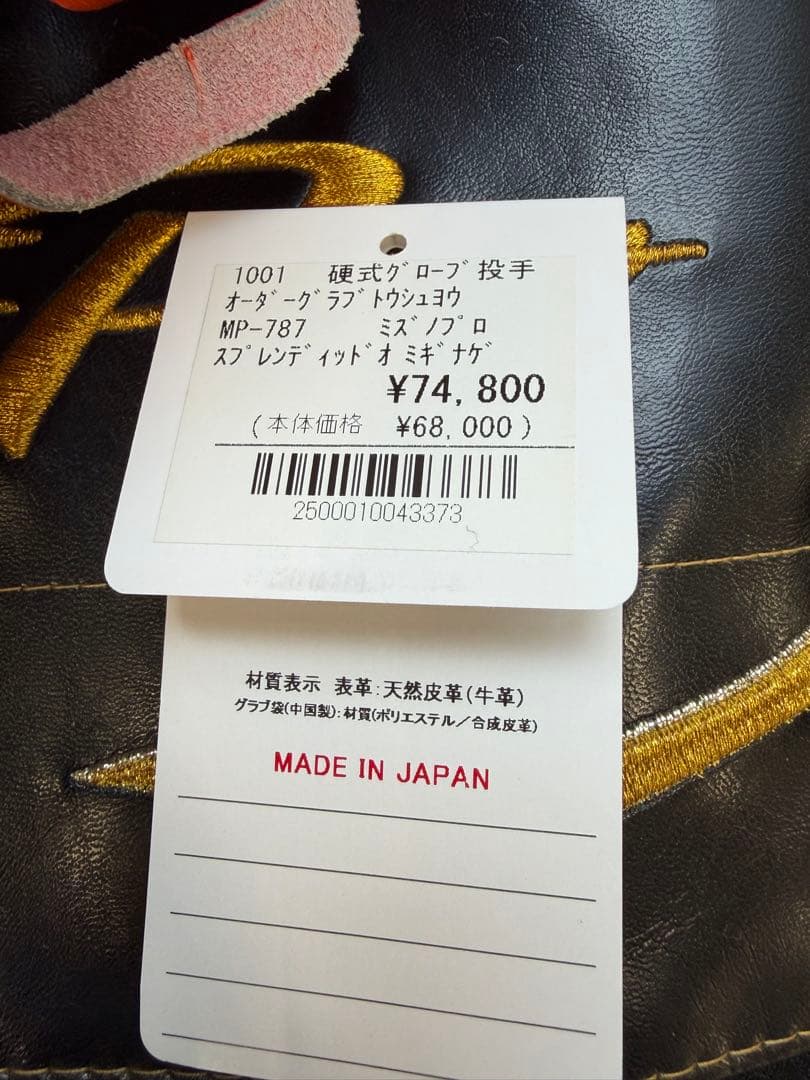 1001 硬式ｸﾞﾛｰﾌﾞ投手
ｵｰﾀﾞｰｸﾞﾗﾌﾞﾄｳｼｭﾖｳ
MP-787 ﾐｽﾞﾉﾌﾟﾛ
ｽﾌﾟﾚﾝﾃﾞｨｯﾄﾞｵ ﾐｷﾞﾅｹﾞ
¥74,800
(本体価格 ¥68,000)
2500010043373
材質表示 表革:天然皮革(牛革)
グラブ袋(中国製):材質(ポリエステル/合成皮革)
MADE IN JAPAN